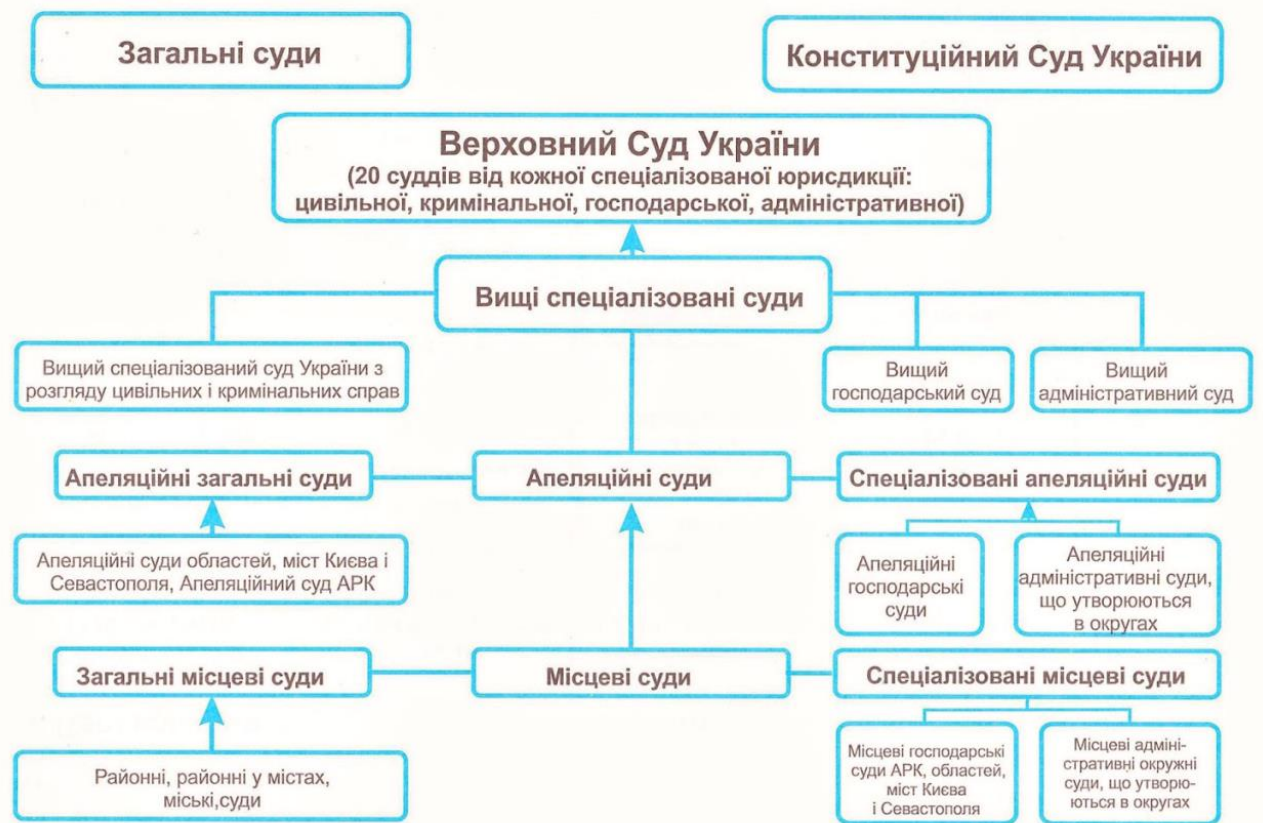 Загальні суди
Конституційний Суд України
Верховний Суд України
(20 суддів від кожної спеціалізованої юрисдикції:
цивільної, кримінальної, господарської, адміністративної)
Вищі спеціалізовані суди
Вищий спеціалізований суд України з
розгляду цивільних і кримінальних справ
Вищий
господарський суд
Вищий
адміністративний суд
Апеляційні загальні суди
Апеляційні суди
Спеціалізовані апеляційні суди
Апеляційні суди областей, міст Києва і
Севастополя, Апеляційний суд АРК
Апеляційні
господарські
суди
Апеляційні
адміністративні суди,
що утворюються
в округах
Загальні місцеві суди
Місцеві суди
Спеціалізовані місцеві суди
Районні, районні у містах,
міські,суди
Місцеві господарські
суди АРК, областей,
міст Києва
і Севастополя
Місцеві адміні-
стративні окружні
суди, що утворю-
ються в округах